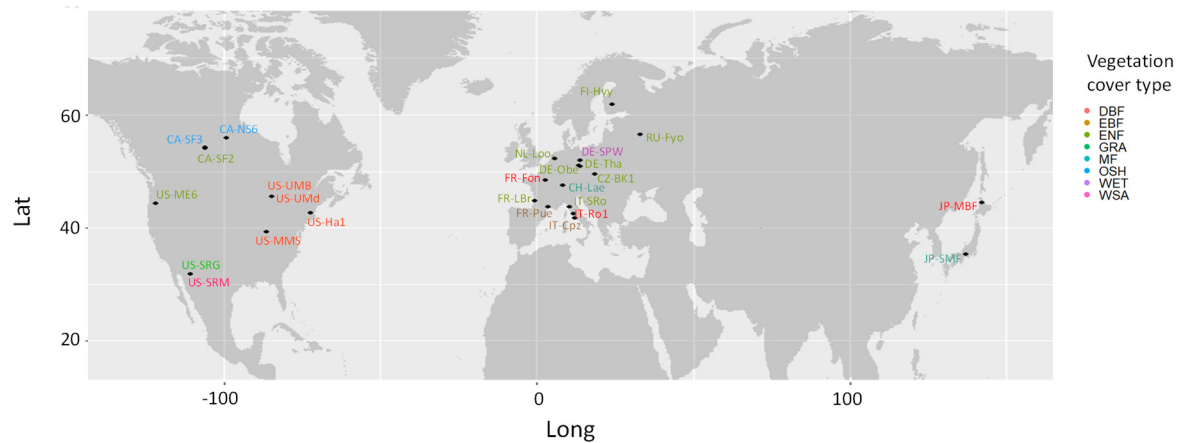 FI-Hyy
60
CA-NS6
CA-SF3
RU-Fyo
CA-SF2
NL-Loo
DE-SPW
DE-Obe
DE-Tha
FR-Fon
CZ-BK1
US-UMB
CH-Lae
US-ME6
US-UMd
FR-LBr
IT-SRo
JP-MBF
FR-Pue
IT-Ro1
US-Ha1
IT-Cpz
40
US-MMS
JP-SMF
US-SRG
US-SRM
20
Lat
-100
0
100
Long
Vegetation
cover type
DBF
EBF
ENF
GRA
MF
OSH
WET
WSA